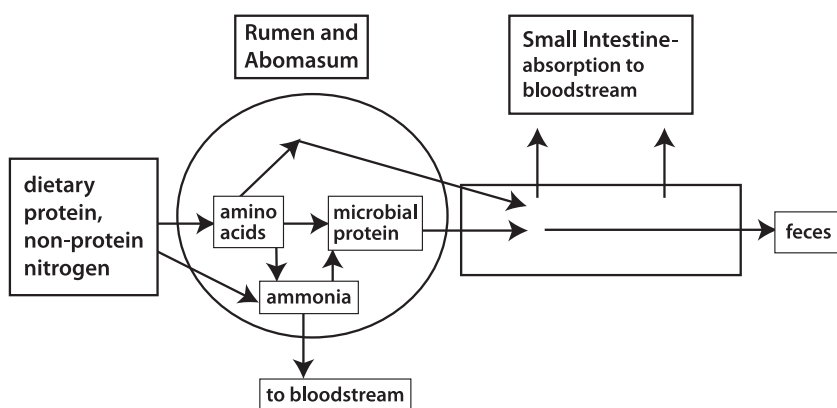 Rumen and
Abomasum
Small Intestine-
absorption to
bloodstream
dietary
protein,
non-protein
nitrogen
amino
acids
microbial
protein
ammonia
feces
to bloodstream